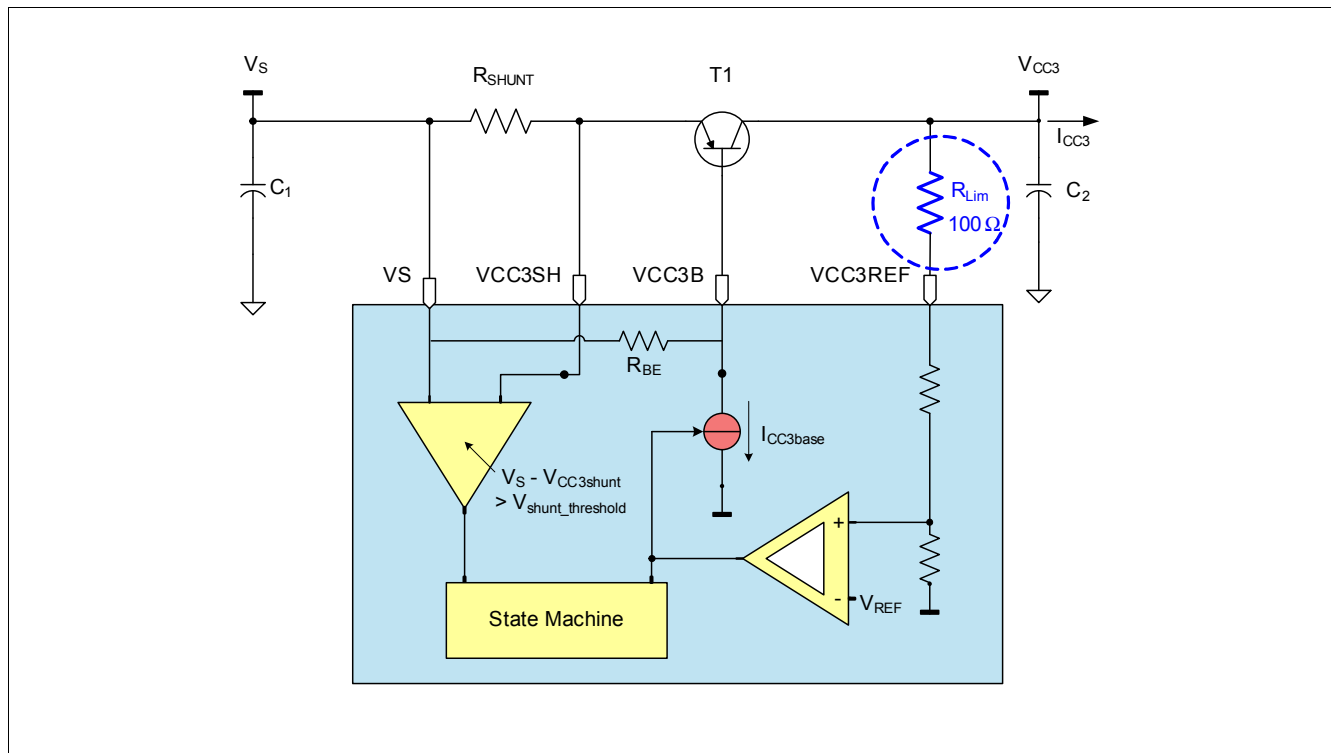 VS
RSHUNT
T1
VCC3
ICC3
C1
RLim
100 Ω
C2
VS
VCC3SH
VCC3B
VCC3REF
RBE
ICC3base
VS - VCC3shunt
> Vshunt_threshold
+
-
VREF
State Machine